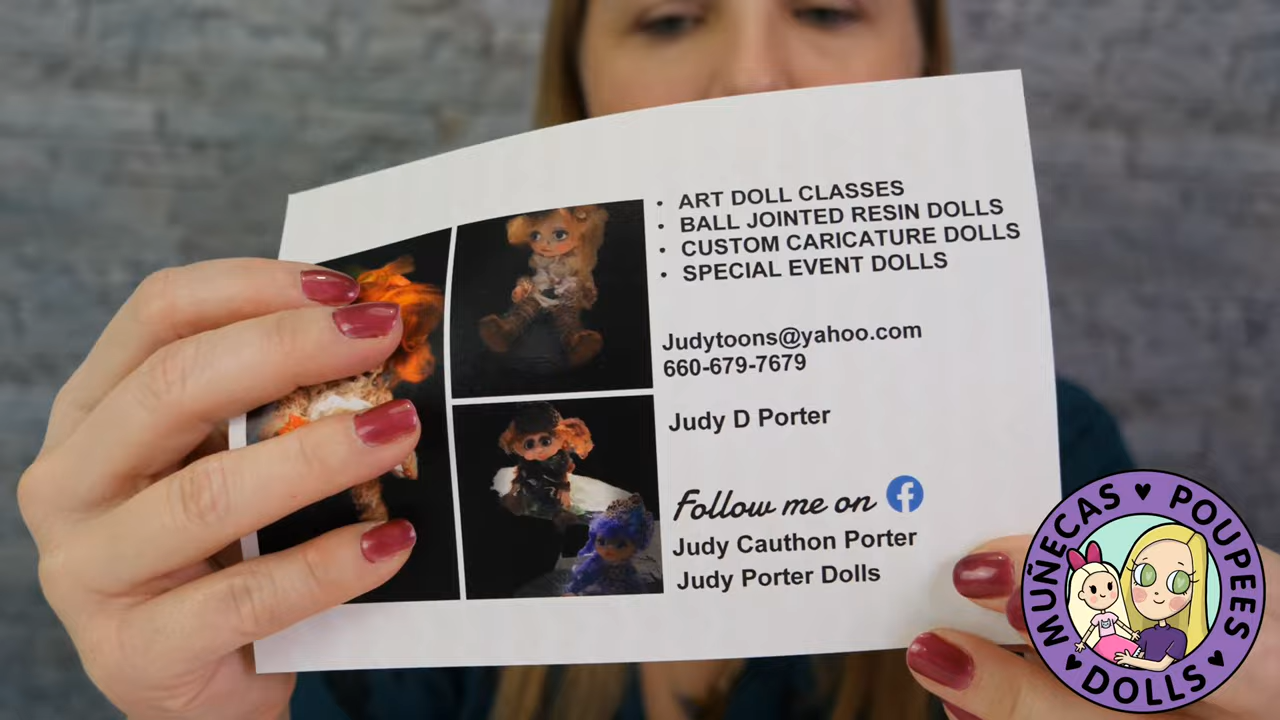 • ART DOLL CLASSES
• BALL JOINTED RESIN DOLLS
• CUSTOM CARICATURE DOLLS
• SPECIAL EVENT DOLLS
Judytoons@yahoo.com
660-679-7679
Judy D Porter
Follow me on
Judy Cauthon Porter
Judy Porter Dolls
MUÑECAS ♥ POUPEES ♥ DOLLS ♥